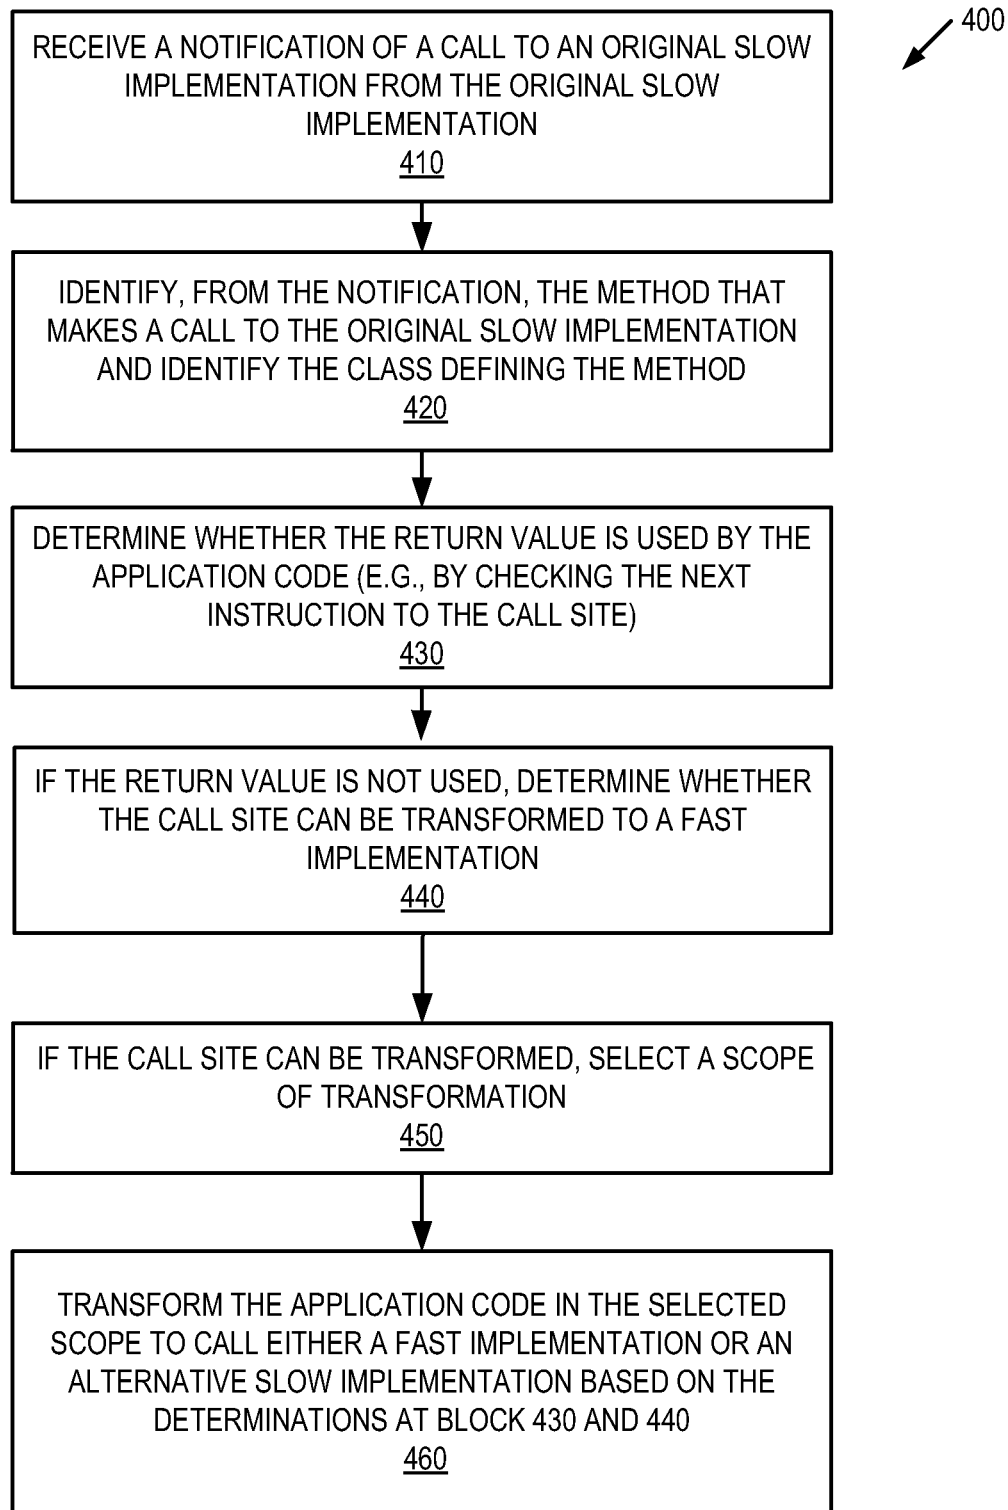 400
RECEIVE A NOTIFICATION OF A CALL TO AN ORIGINAL SLOW
IMPLEMENTATION FROM THE ORIGINAL SLOW
IMPLEMENTATION
410
IDENTIFY, FROM THE NOTIFICATION, THE METHOD THAT
MAKES A CALL TO THE ORIGINAL SLOW IMPLEMENTATION
AND IDENTIFY THE CLASS DEFINING THE METHOD
420
DETERMINE WHETHER THE RETURN VALUE IS USED BY THE
APPLICATION CODE (E.G., BY CHECKING THE NEXT
INSTRUCTION TO THE CALL SITE)
430
IF THE RETURN VALUE IS NOT USED, DETERMINE WHETHER
THE CALL SITE CAN BE TRANSFORMED TO A FAST
IMPLEMENTATION
440
IF THE CALL SITE CAN BE TRANSFORMED, SELECT A SCOPE
OF TRANSFORMATION
450
TRANSFORM THE APPLICATION CODE IN THE SELECTED
SCOPE TO CALL EITHER A FAST IMPLEMENTATION OR AN
ALTERNATIVE SLOW IMPLEMENTATION BASED ON THE
DETERMINATIONS AT BLOCK 430 AND 440
460